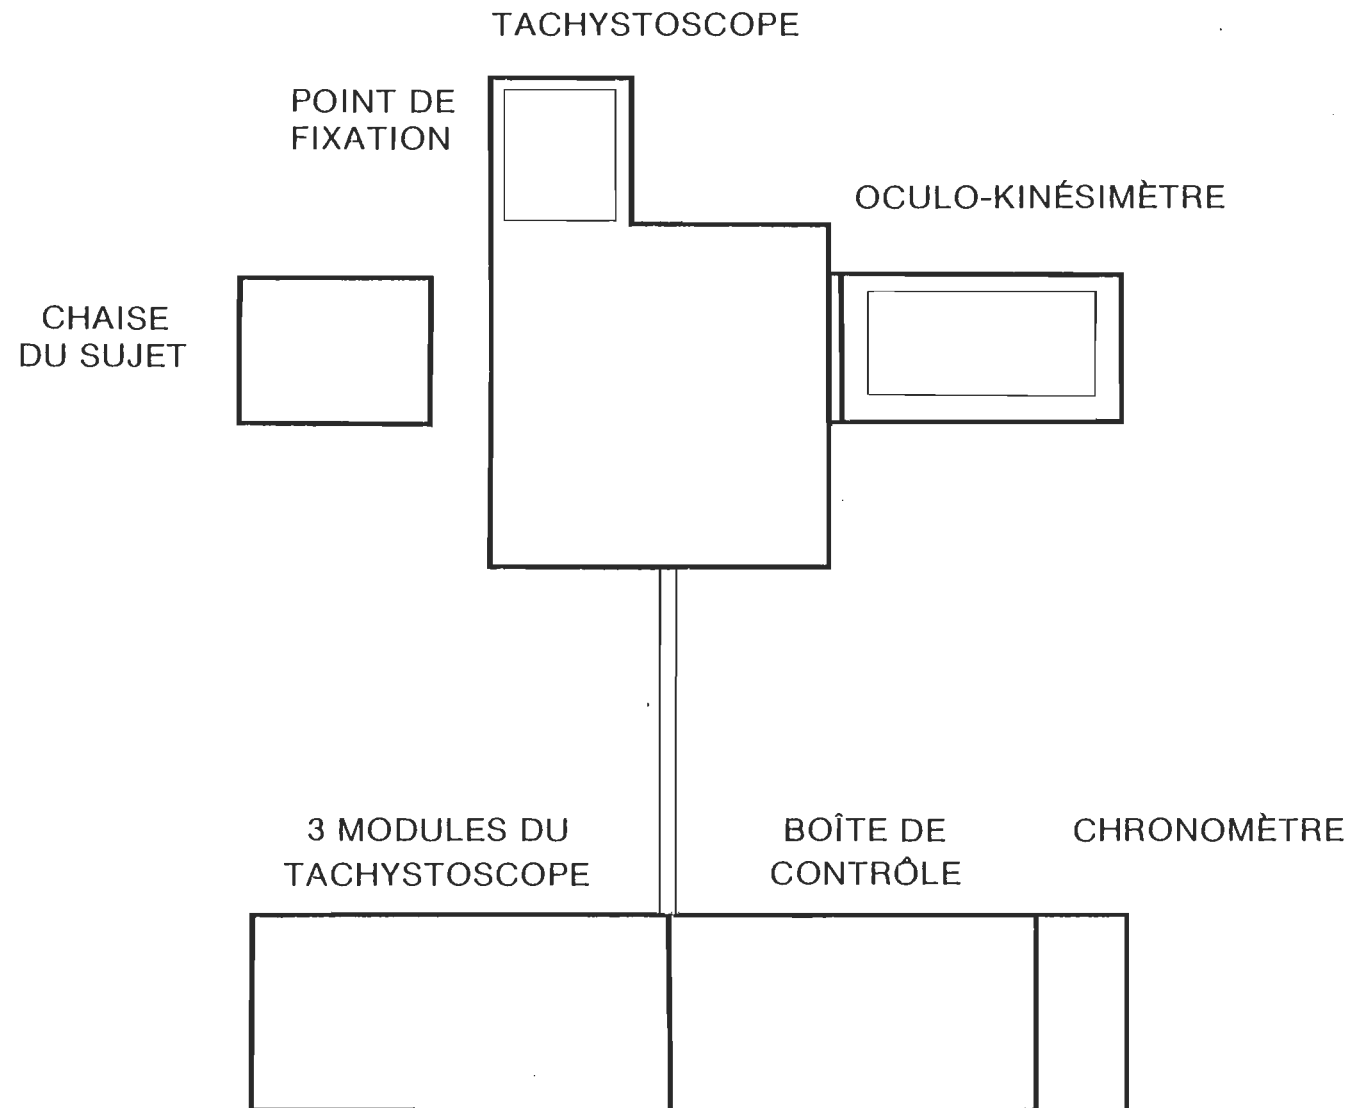 TACHYSTOSCOPE
POINT DE
FIXATION
OCULO-KINÉSIMÈTRE
CHAISE
DU SUJET
3 MODULES DU
TACHYSTOSCOPE
BOÎTE DE
CONTRÔLE
CHRONOMÈTRE